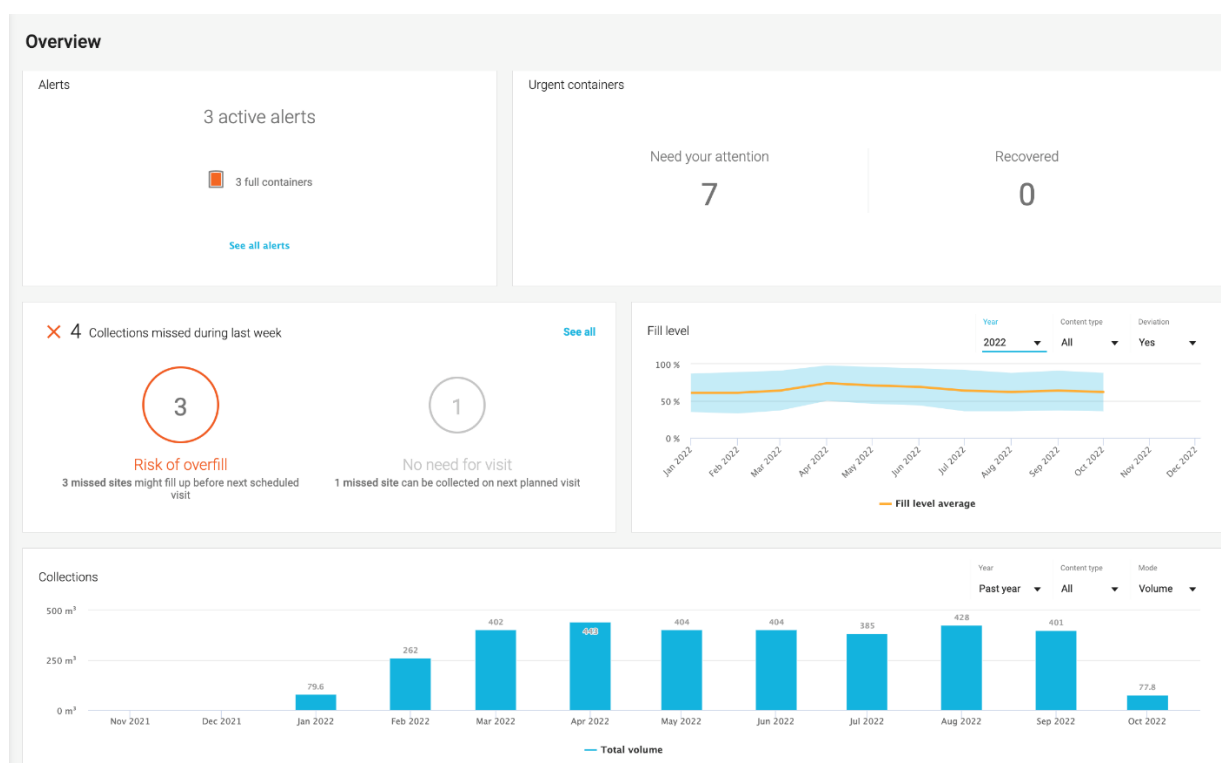 Overview
Alerts
3 active alerts
3 full containers
See all alerts
Urgent containers
Need your attention
7
Recovered
0
4 Collections missed during last week
See all
3
Risk of overfill
3 missed sites might fill up before next scheduled
visit
1
No need for visit
1 missed site can be collected on next planned visit
Fill level
Year
2022
Content type
All
Deviation
Yes
100 %
50 %
0 %
Jan 2022
Feb 2022
Mar 2022
Apr 2022
May 2022
Jun 2022
Jul 2022
Aug 2022
Sep 2022
Oct 2022
Nov 2022
Dec 2022
Fill level average
Collections
Year
Past year
Content type
All
Mode
Volume
500 m³
250 m³
0 m³
79.6
262
402
443
404
404
385
428
401
77.8
Nov 2021
Dec 2021
Jan 2022
Feb 2022
Mar 2022
Apr 2022
May 2022
Jun 2022
Jul 2022
Aug 2022
Sep 2022
Oct 2022
Total volume